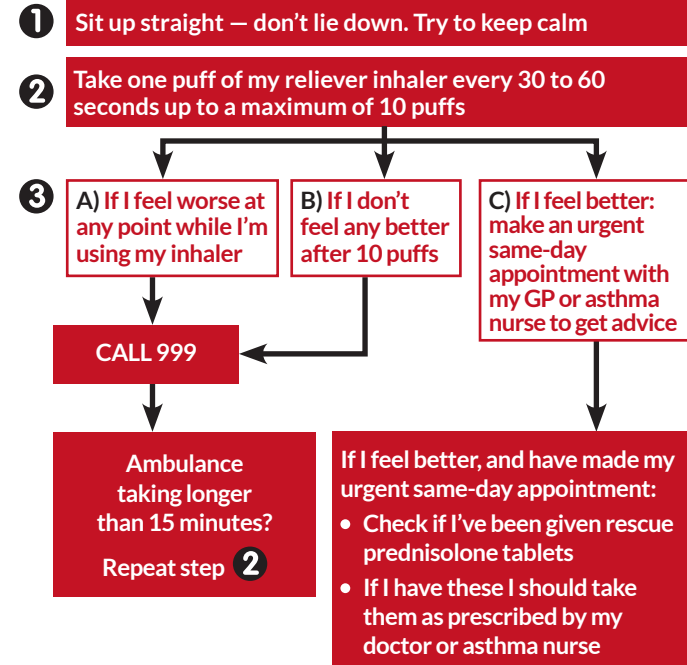 1 Sit up straight — don't lie down. Try to keep calm
2 Take one puff of my reliever inhaler every 30 to 60
seconds up to a maximum of 10 puffs
3
A) If I feel worse at
any point while I'm
using my inhaler
B) If I don't
feel any better
after 10 puffs
C) If I feel better:
make an urgent
same-day
appointment with
my GP or asthma
nurse to get advice
CALL 999
Ambulance
taking longer
than 15 minutes?
Repeat step 2
If I feel better, and have made my
urgent same-day appointment:
• Check if I've been given rescue
prednisolone tablets
• If I have these I should take
them as prescribed by my
doctor or asthma nurse